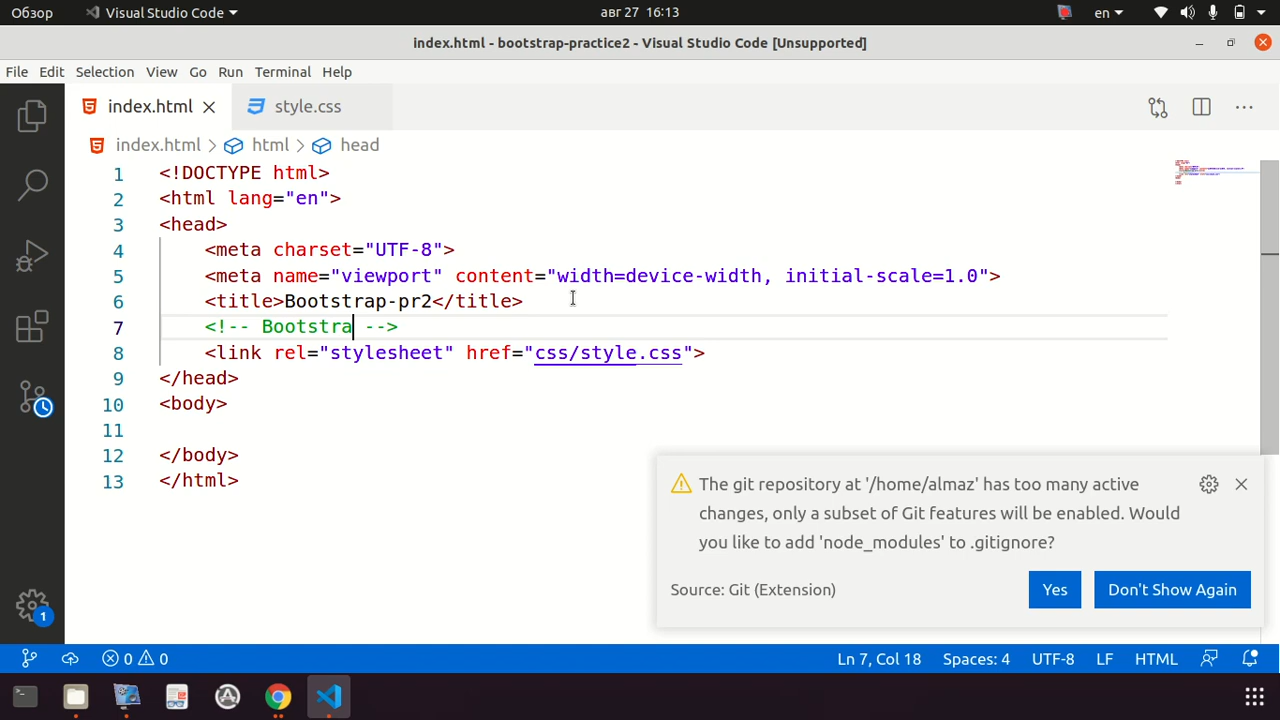 Обзор Visual Studio Code авг 27 16:13 en
index.html - bootstrap-practice2 - Visual Studio Code [Unsupported]
File Edit Selection View Go Run Terminal Help
index.html style.css
index.html > html > head
1 <!DOCTYPE html>
2 <html lang="en">
3 <head>
4 <meta charset="UTF-8">
5 <meta name="viewport" content="width=device-width, initial-scale=1.0">
6 <title>Bootstrap-pr2</title>
7 <!-- Bootstra -->
8 <link rel="stylesheet" href="css/style.css">
9 </head>
10 <body>
11
12 </body>
13 </html>
The git repository at '/home/almaz' has too many active
changes, only a subset of Git features will be enabled. Would
you like to add 'node_modules' to .gitignore?
Source: Git (Extension) Yes Don't Show Again
1
0 0 Ln 7, Col 18 Spaces: 4 UTF-8 LF HTML